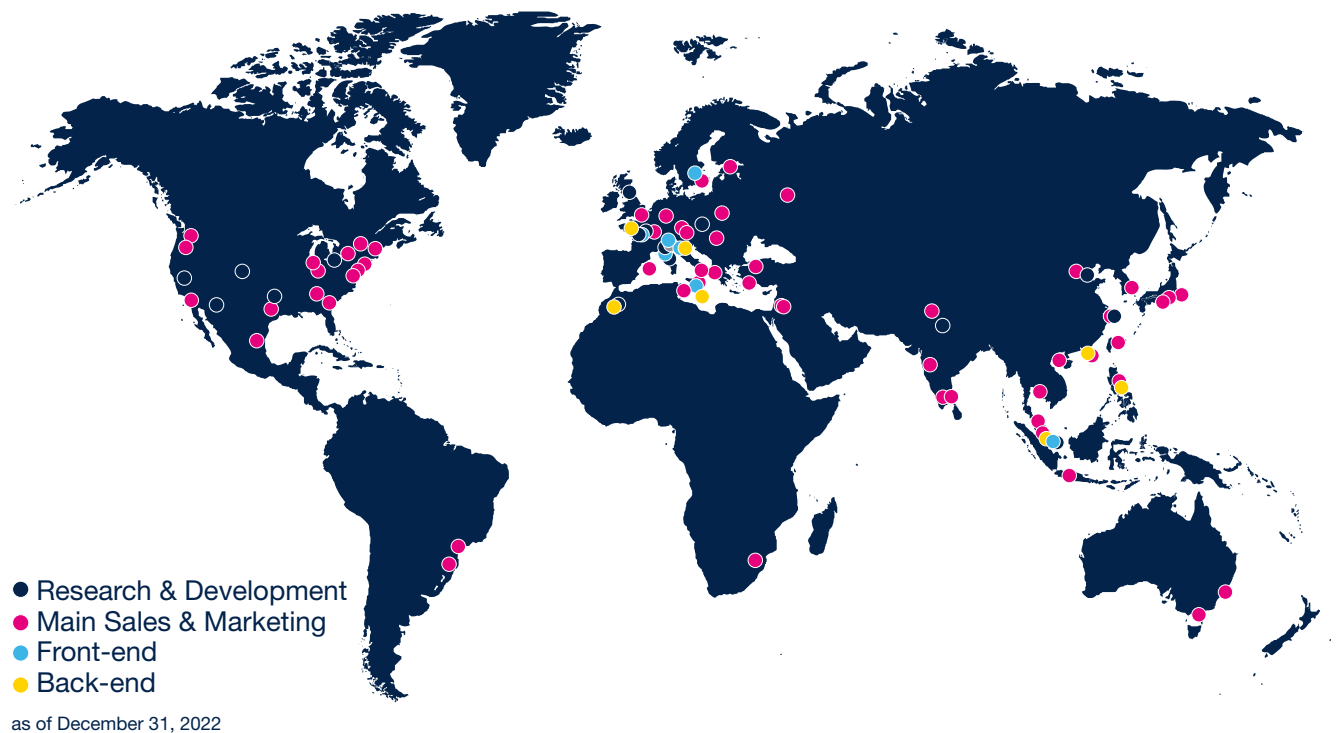 Research & Development
Main Sales & Marketing
Front-end
Back-end
as of December 31, 2022